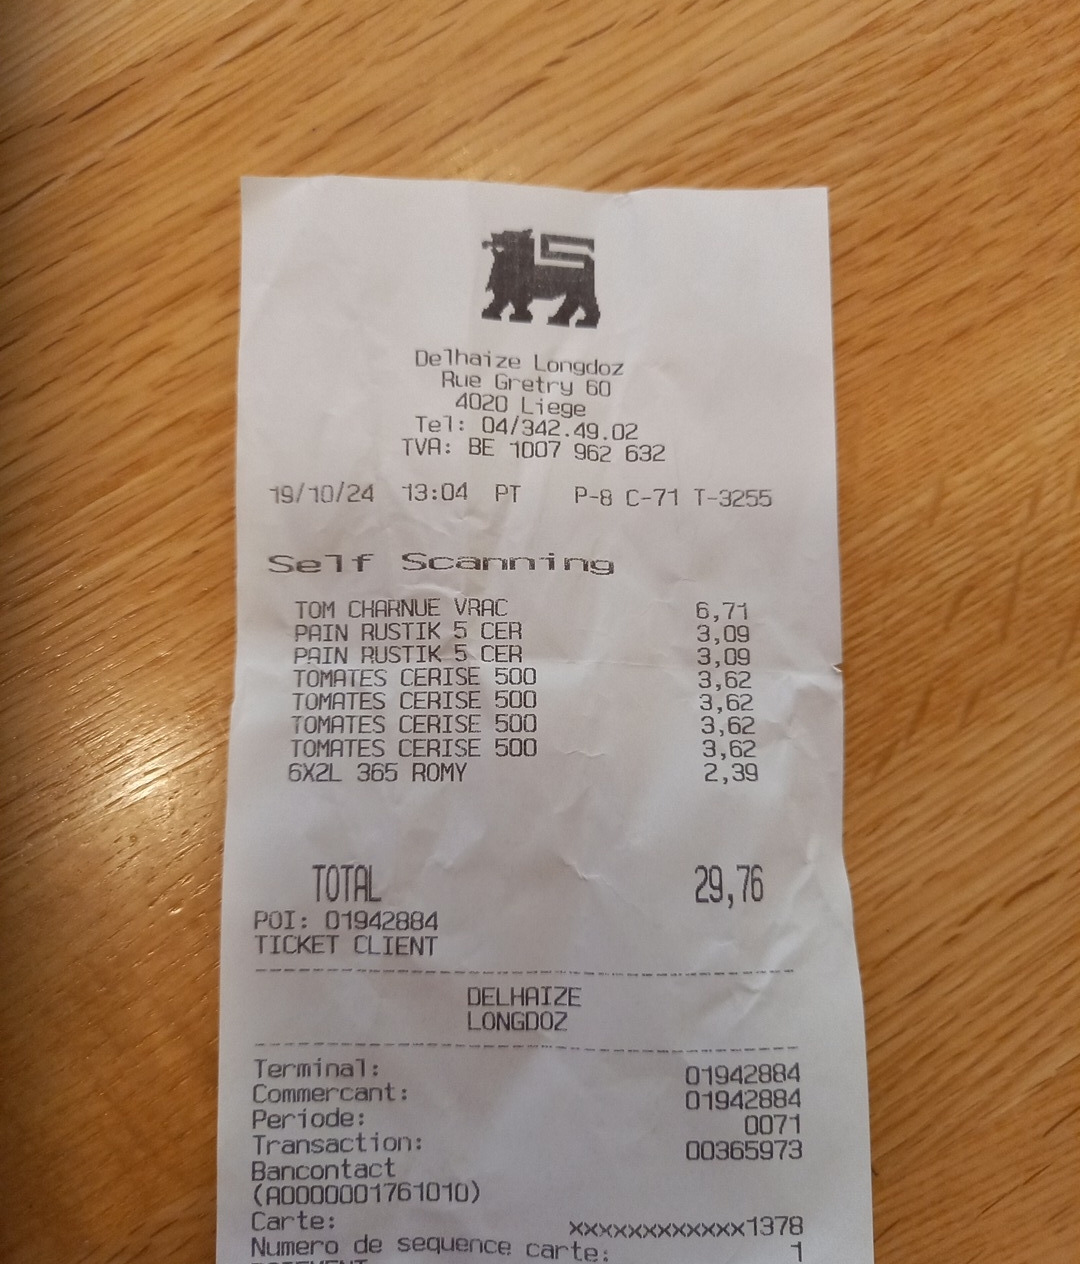 Delhaize Longdoz
Rue Gretry 60
4020 Liege
Tel: 04/342.49.02
TVA: BE 1007 962 632
19/10/24 13:04 PT P-8 C-71 T-3255
Self Scanning
TOM CHARNUE VRAC 6,71
PAIN RUSTIK 5 CER 3,09
PAIN RUSTIK 5 CER 3,09
TOMATES CERISE 500 3,62
TOMATES CERISE 500 3,62
TOMATES CERISE 500 3,62
TOMATES CERISE 500 3,62
6X2L 365 ROMY 2,39
TOTAL 29,76
POI: 01942884
TICKET CLIENT
DELHAIZE
LONGDOZ
Terminal: 01942884
Commercant: 01942884
Periode: 0071
Transaction: 00365973
Bancontact
(A0000001761010)
Carte: xxxxxxxxxxxxx1378
Numero de sequence carte: 1